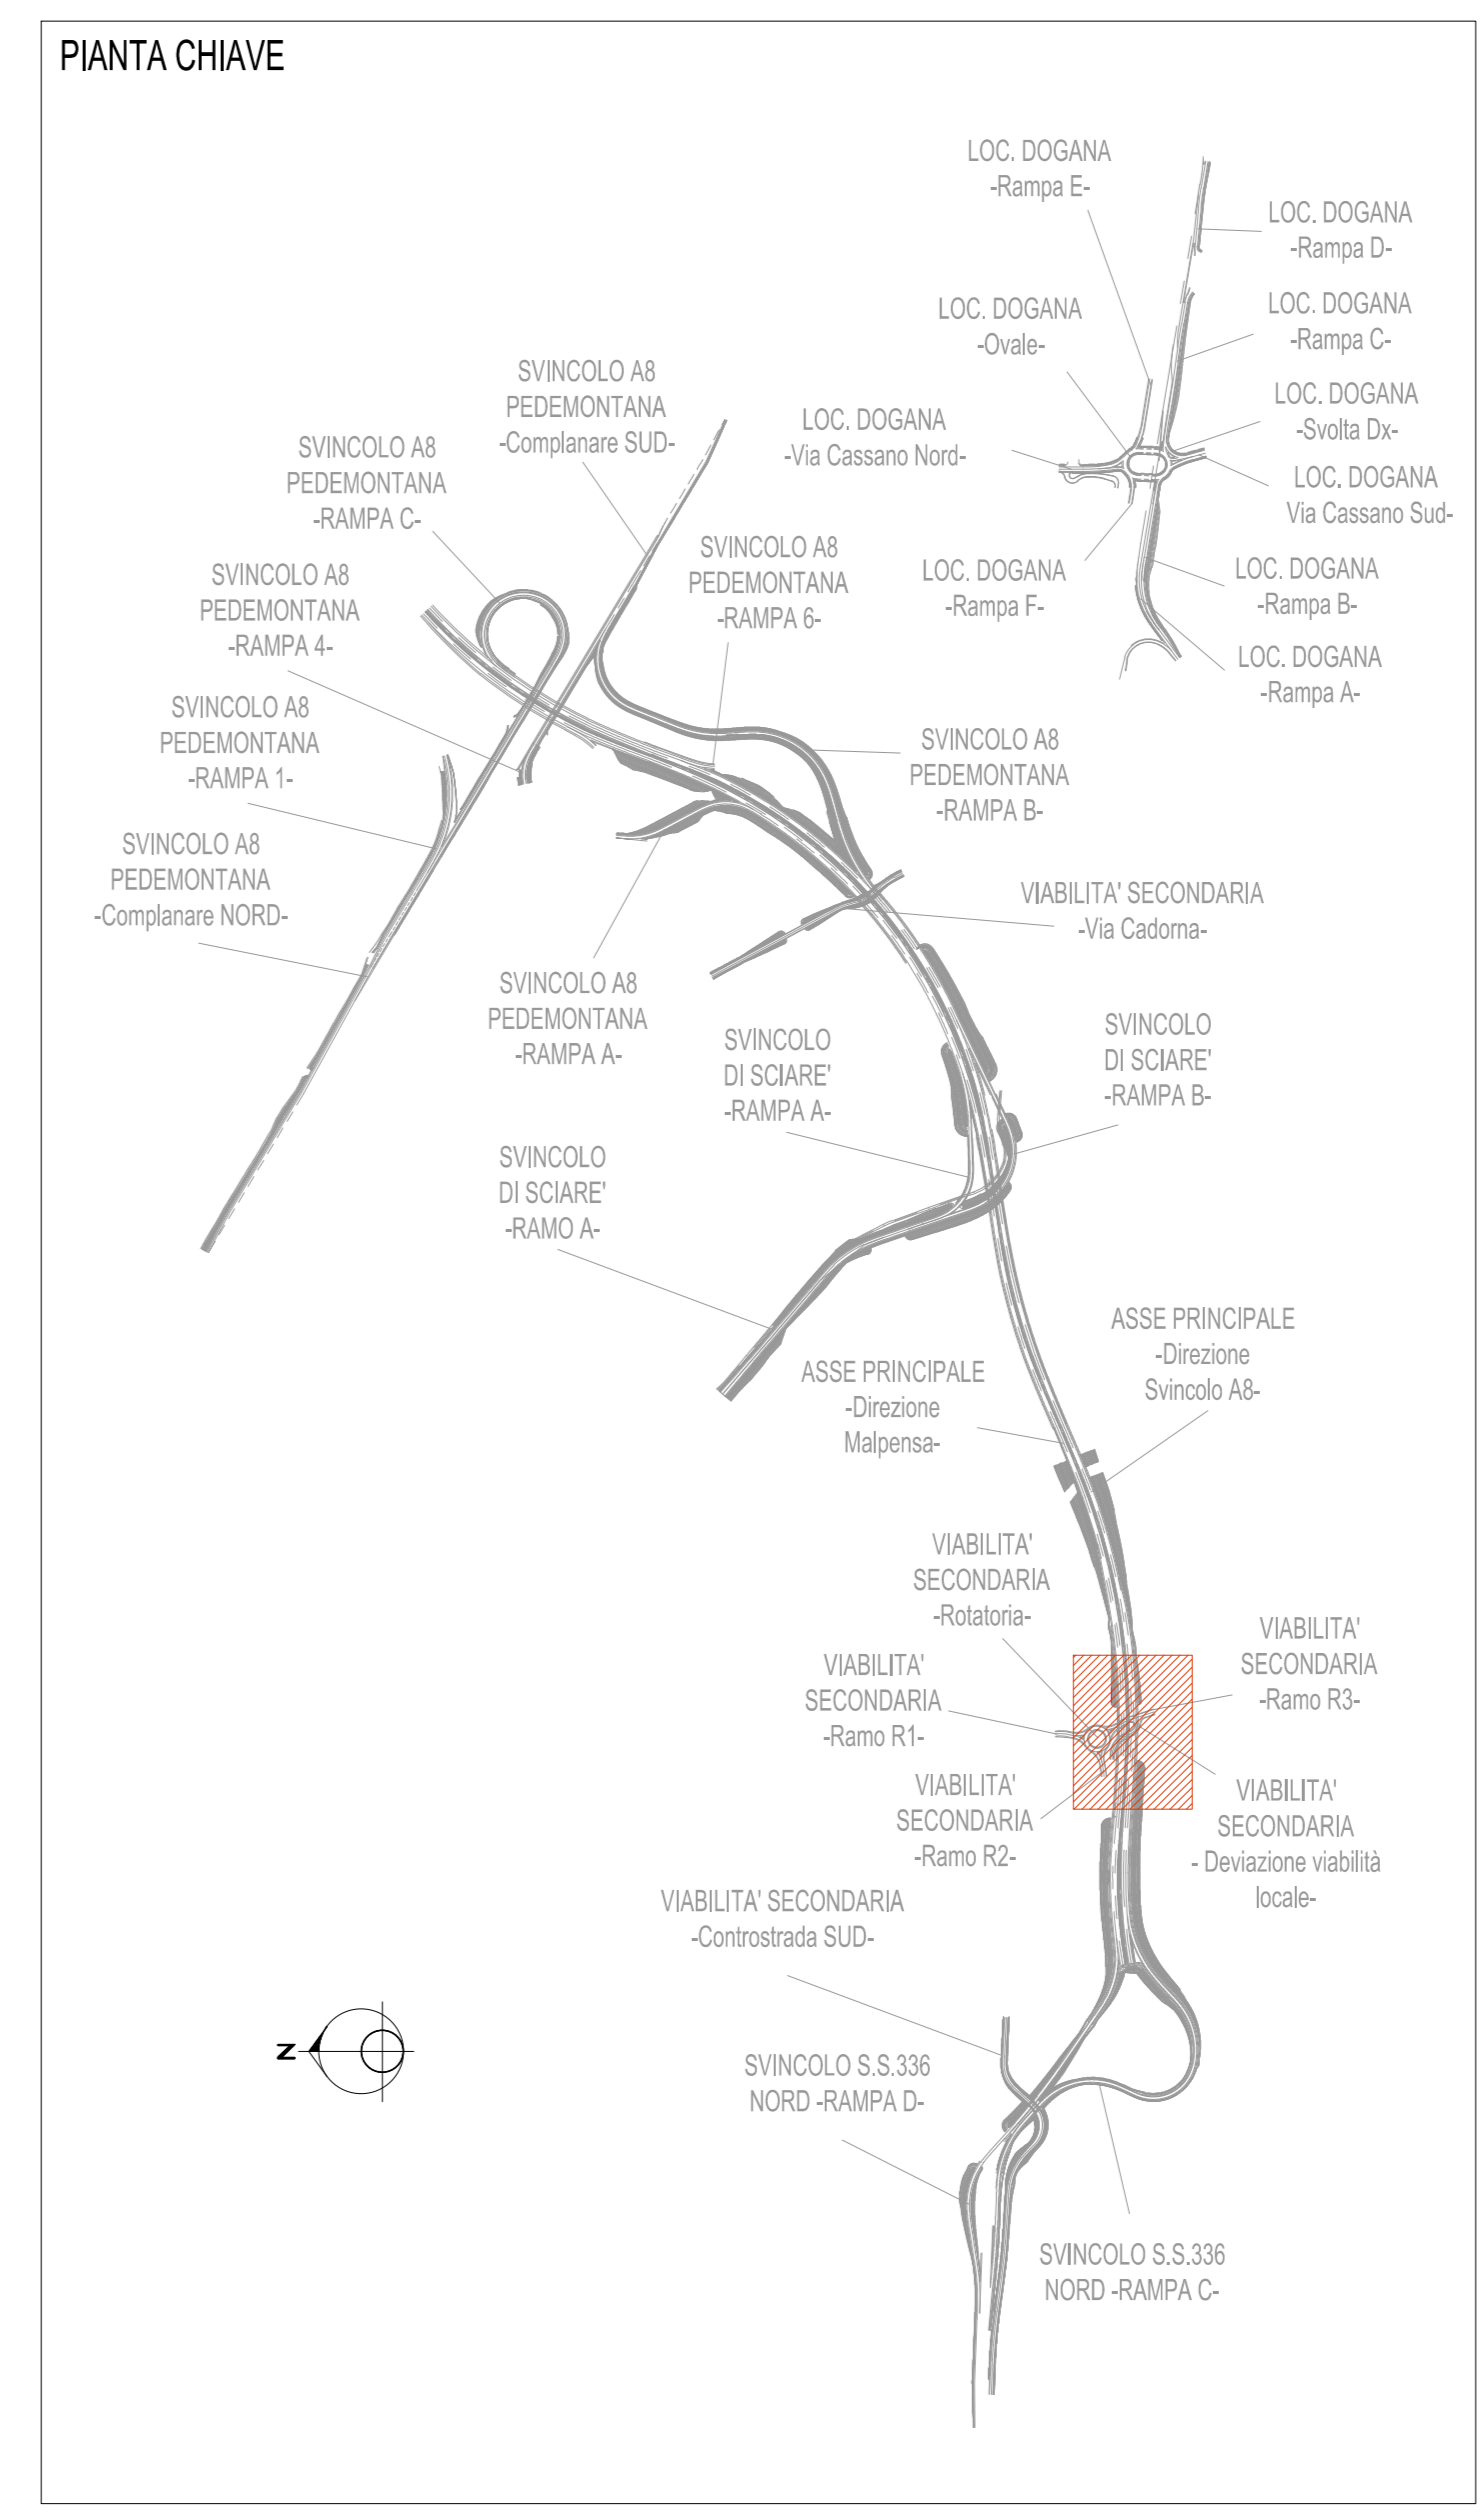 PIANTA CHIAVE
LOC. DOGANA
-Rampa E-
LOC. DOGANA
-Rampa D-
LOC. DOGANA
-Ovale-
LOC. DOGANA
-Rampa C-
SVINCOLO A8
PEDEMONTANA
-Complanare SUD-
LOC. DOGANA
-Svolta Dx-
LOC. DOGANA
-Via Cassano Nord-
SVINCOLO A8
PEDEMONTANA
-RAMPA C-
LOC. DOGANA
Via Cassano Sud-
SVINCOLO A8
PEDEMONTANA
-RAMPA 6-
LOC. DOGANA
-Rampa F-
LOC. DOGANA
-Rampa B-
SVINCOLO A8
PEDEMONTANA
-RAMPA 4-
LOC. DOGANA
-Rampa A-
SVINCOLO A8
PEDEMONTANA
-RAMPA 1-
SVINCOLO A8
PEDEMONTANA
-RAMPA B-
SVINCOLO A8
PEDEMONTANA
-Complanare NORD-
VIABILITA' SECONDARIA
-Via Cadorna-
SVINCOLO A8
PEDEMONTANA
-RAMPA A-
SVINCOLO
DI SCIARE'
-RAMPA B-
SVINCOLO
DI SCIARE'
-RAMPA A-
SVINCOLO
DI SCIARE'
-RAMO A-
ASSE PRINCIPALE
-Direzione
Svincolo A8-
ASSE PRINCIPALE
-Direzione
Malpensa-
VIABILITA'
SECONDARIA
-Rotatoria-
VIABILITA'
SECONDARIA
-Ramo R3-
VIABILITA'
SECONDARIA
-Ramo R1-
VIABILITA'
SECONDARIA
-Ramo R2-
VIABILITA'
SECONDARIA
- Deviazione viabilità
locale-
VIABILITA' SECONDARIA
-Controstrada SUD-
N
SVINCOLO S.S.336
NORD -RAMPA D-
SVINCOLO S.S.336
NORD -RAMPA C-